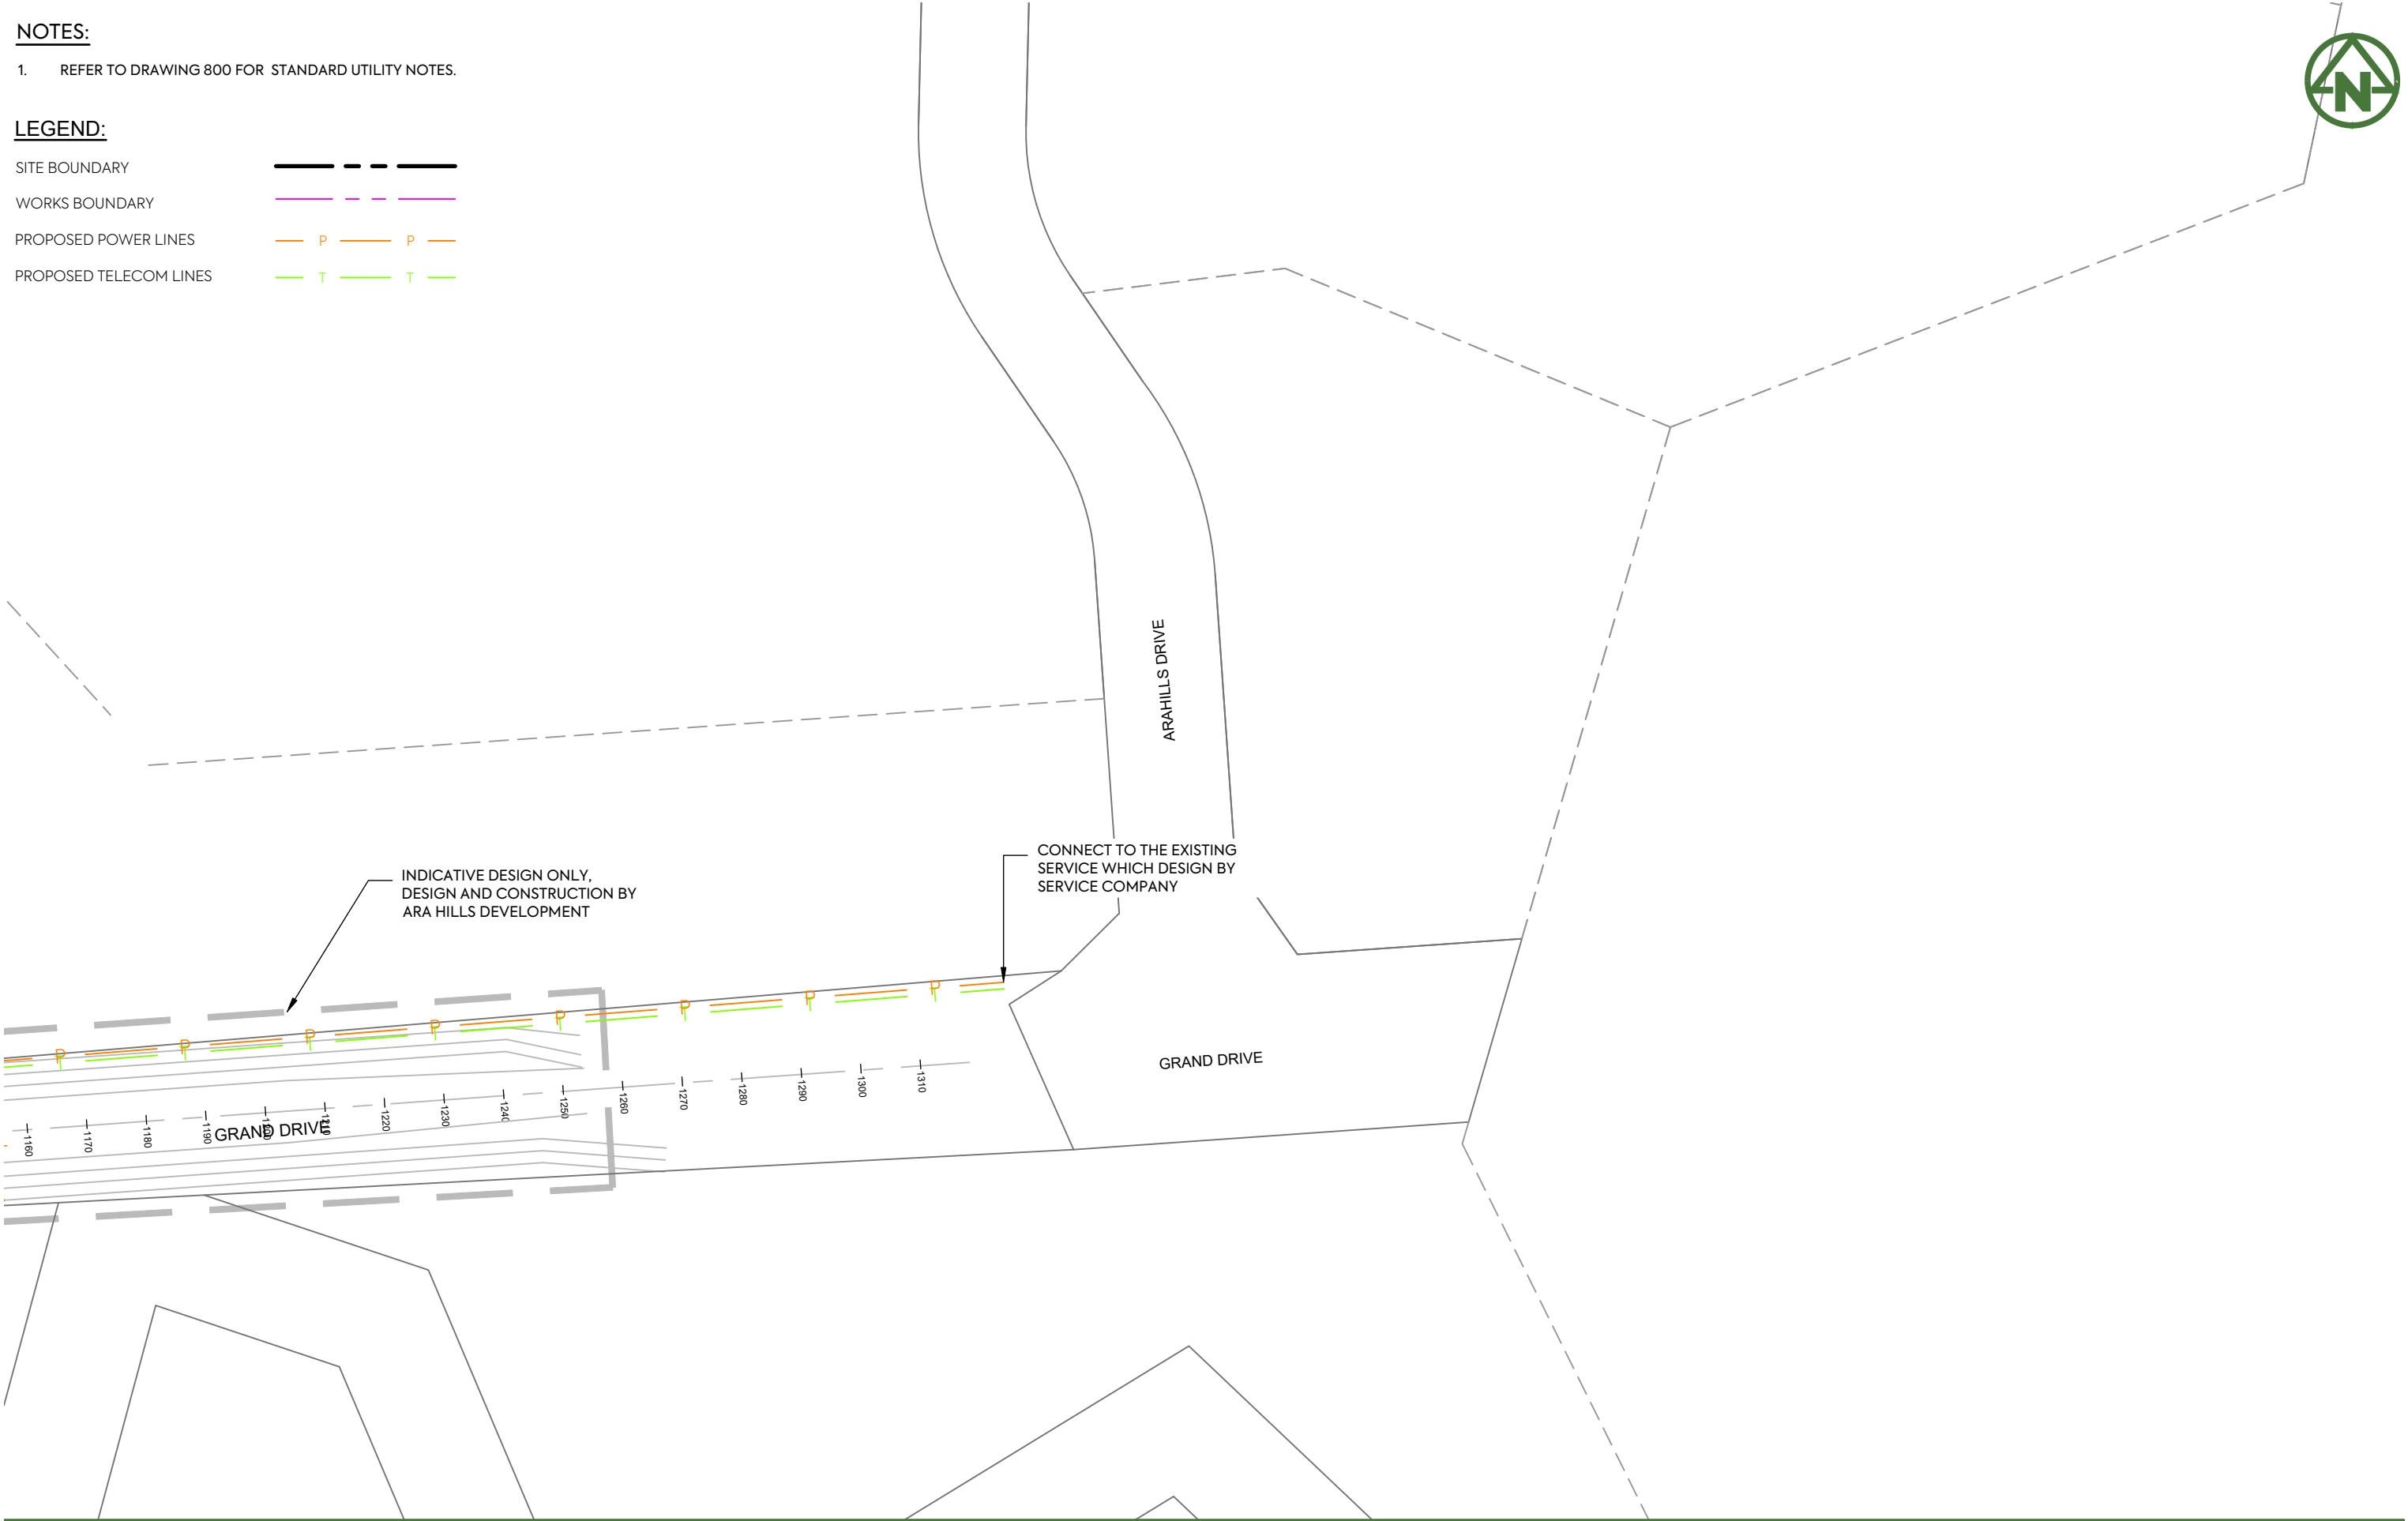 NOTES:
1. REFER TO DRAWING 800 FOR STANDARD UTILITY NOTES.
LEGEND:
SITE BOUNDARY
WORKS BOUNDARY
PROPOSED POWER LINES
P P
PROPOSED TELECOM LINES
T T
N
ARAHILLS DRIVE
CONNECT TO THE EXISTING
SERVICE WHICH DESIGN BY
SERVICE COMPANY
INDICATIVE DESIGN ONLY,
DESIGN AND CONSTRUCTION BY
ARA HILLS DEVELOPMENT
P P P P P P P P
T T T T T T T T
GRAND DRIVE
1160 1170 1180 1190 1200 1210 1220 1230 1240 1250 1260 1270 1280 1290 1300 1310
GRAND DRIVE